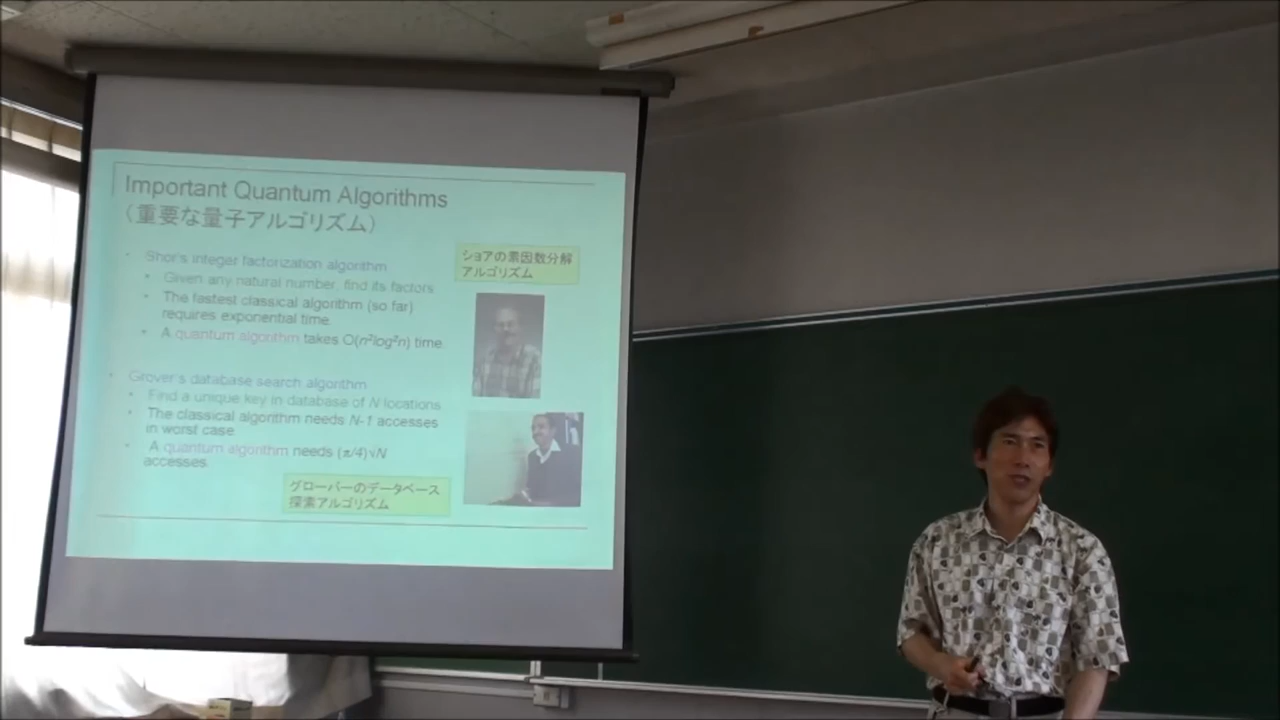 Important Quantum Algorithms
（重要な量子アルゴリズム）
Shor's integer factorization algorithm
ショアの素因数分解
アルゴリズム
Given any natural number, find its factors.
The fastest classical algorithm (so far)
requires exponential time.
A quantum algorithm takes O(n²log²n) time.
Grover's database search algorithm
Find a unique key in database of N locations.
The classical algorithm needs N-1 accesses
in worst case.
A quantum algorithm needs (π/4)√N
accesses.
グローバーのデータベース
探索アルゴリズム